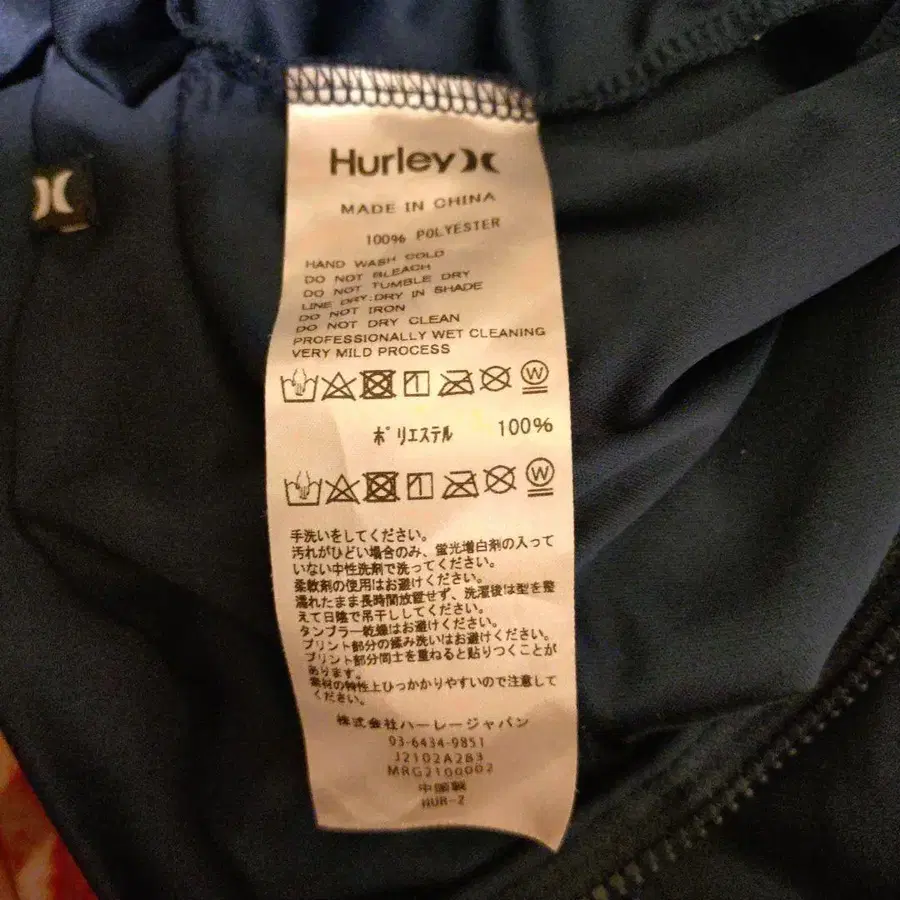 Hurley
MADE IN CHINA
100% POLYESTER
HAND WASH COLD
DO NOT BLEACH
DO NOT TUMBLE DRY
LINE DRY:DRY IN SHADE
DO NOT IRON
DO NOT DRY CLEAN
PROFESSIONALLY WET CLEANING
VERY MILD PROCESS
W
ポリエステル 100%
W
手洗いをしてください。
汚れがひどい場合のみ、蛍光増白剤の入って
いない中性洗剤で洗ってください。
柔軟剤の使用はお避けください。
濡れたまま長時間放置せず、洗濯後は型を整
えて日陰で吊干ししてください。
タンブラー乾燥はお避けください。
プリント部分の揉み洗いはお避けください。
プリント部分同士を重ねると貼りつくことが
あります。
素材の特性上ひっかかりやすいので注意して
ください。
株式会社ハーレージャパン
03-6434-9851
J2102A2B3
MRG2100002
中国製
HUR-2